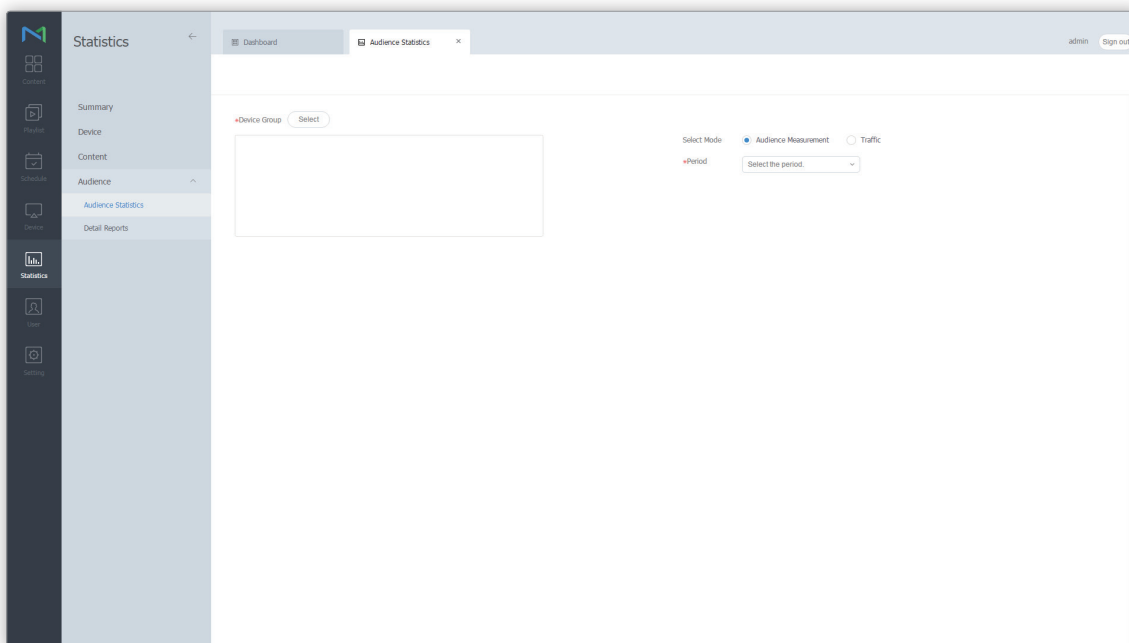 Statistics
Dashboard
Audience Statistics
admin
Sign out
Content
Playlist
Schedule
Device
Statistics
User
Setting
Summary
Device
Content
Audience
Audience Statistics
Detail Reports
*Device Group
Select
Select Mode
Audience Measurement
Traffic
*Period
Select the period.